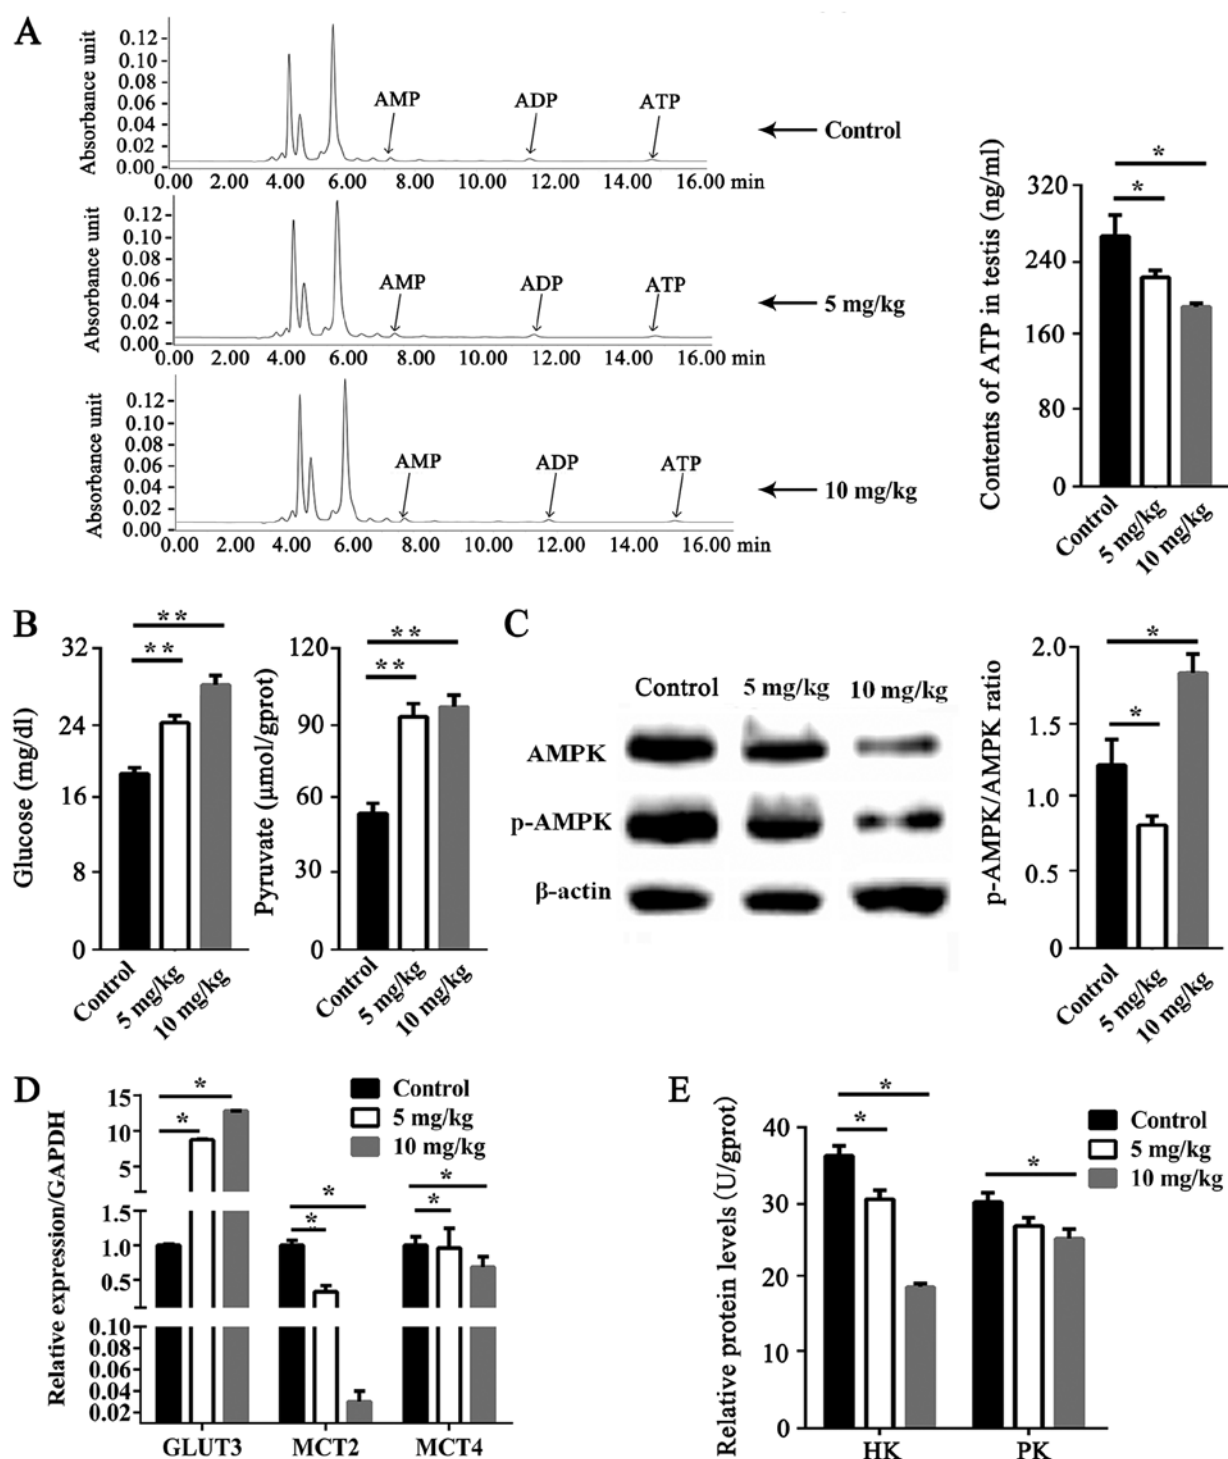 A
Absorbance unit
0.12
0.10
0.08
0.06
0.04
0.02
0.00
AMP
ADP
ATP
Control
0.00 2.00 4.00 6.00 8.00 10.00 12.00 14.00 16.00 min
Absorbance unit
0.12
0.10
0.08
0.06
0.04
0.02
0.00
AMP
ADP
ATP
5 mg/kg
0.00 2.00 4.00 6.00 8.00 10.00 12.00 14.00 16.00 min
Absorbance unit
0.12
0.10
0.08
0.06
0.04
0.02
0.00
AMP
ADP
ATP
10 mg/kg
0.00 2.00 4.00 6.00 8.00 10.00 12.00 14.00 16.00 min
Contents of ATP in testis (ng/ml)
320
240
160
80
0
*
*
Control
5 mg/kg
10 mg/kg
B
Glucose (mg/dl)
32
24
16
8
0
**
**
Control
5 mg/kg
10 mg/kg
Pyruvate (μmol/gprot)
120
90
60
30
0
**
**
Control
5 mg/kg
10 mg/kg
C
Control 5 mg/kg 10 mg/kg
AMPK
p-AMPK
β-actin
p-AMPK/AMPK ratio
2.0
1.5
1.0
0.5
0
*
*
Control
5 mg/kg
10 mg/kg
D
Relative expression/GAPDH
15
10
5
1.5
1.0
0.5
0.10
0.08
0.06
0.04
0.02
*
*
*
*
*
*
Control
5 mg/kg
10 mg/kg
GLUT3 MCT2 MCT4
E
Relative protein levels (U/gprot)
40
30
20
10
0
*
*
*
Control
5 mg/kg
10 mg/kg
HK PK